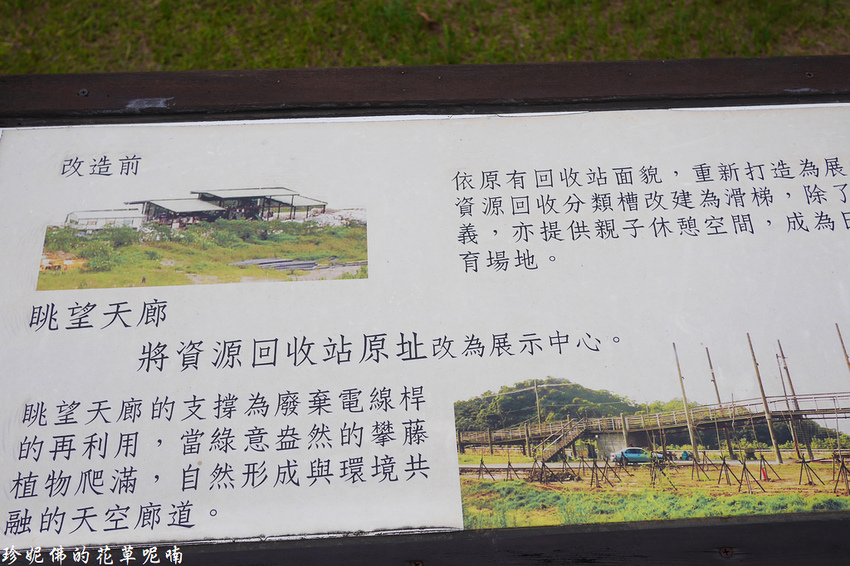 改造前
依原有回收站面貌，重新打造為展
資源回收分類槽改建為滑梯，除了
義，亦提供親子休憩空間，成為
育場地。
眺望天廊
將資源回收站原址改為展示中心。
眺望天廊的支撐為廢棄電線桿
的再利用，當綠意盎然的攀藤
植物爬滿，自然形成與環境共
融的天空廊道。
珍妮佛的花草呢喃